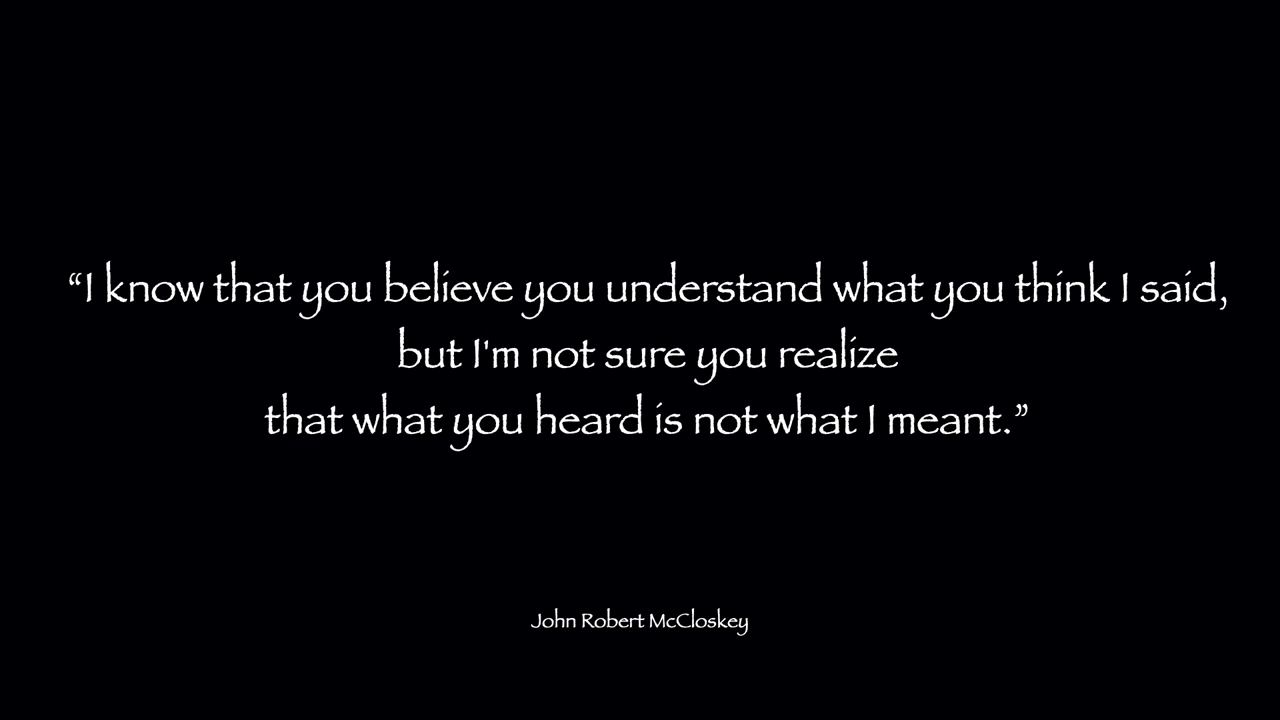 “I know that you believe you understand what you think I said,
but I'm not sure you realize
that what you heard is not what I meant.”
John Robert McCloskey